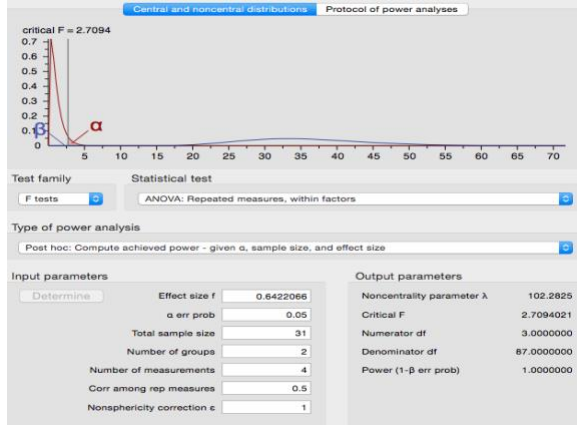 Central and noncentral distributions Protocol of power analyses
critical F = 2.7094
0.7
0.6
0.5
0.4
0.3
0.2
0.1
0
β
α
5 10 15 20 25 30 35 40 45 50 55 60 65 70
Test family Statistical test
F tests ANOVA: Repeated measures, within factors
Type of power analysis
Post hoc: Compute achieved power - given α, sample size, and effect size
Input parameters Output parameters
Determine Effect size f 0.6422066 Noncentrality parameter λ 102.2825
α err prob 0.05 Critical F 2.7094021
Total sample size 31 Numerator df 3.0000000
Number of groups 2 Denominator df 87.0000000
Number of measurements 4 Power (1-β err prob) 1.0000000
Corr among rep measures 0.5
Nonsphericity correction ε 1